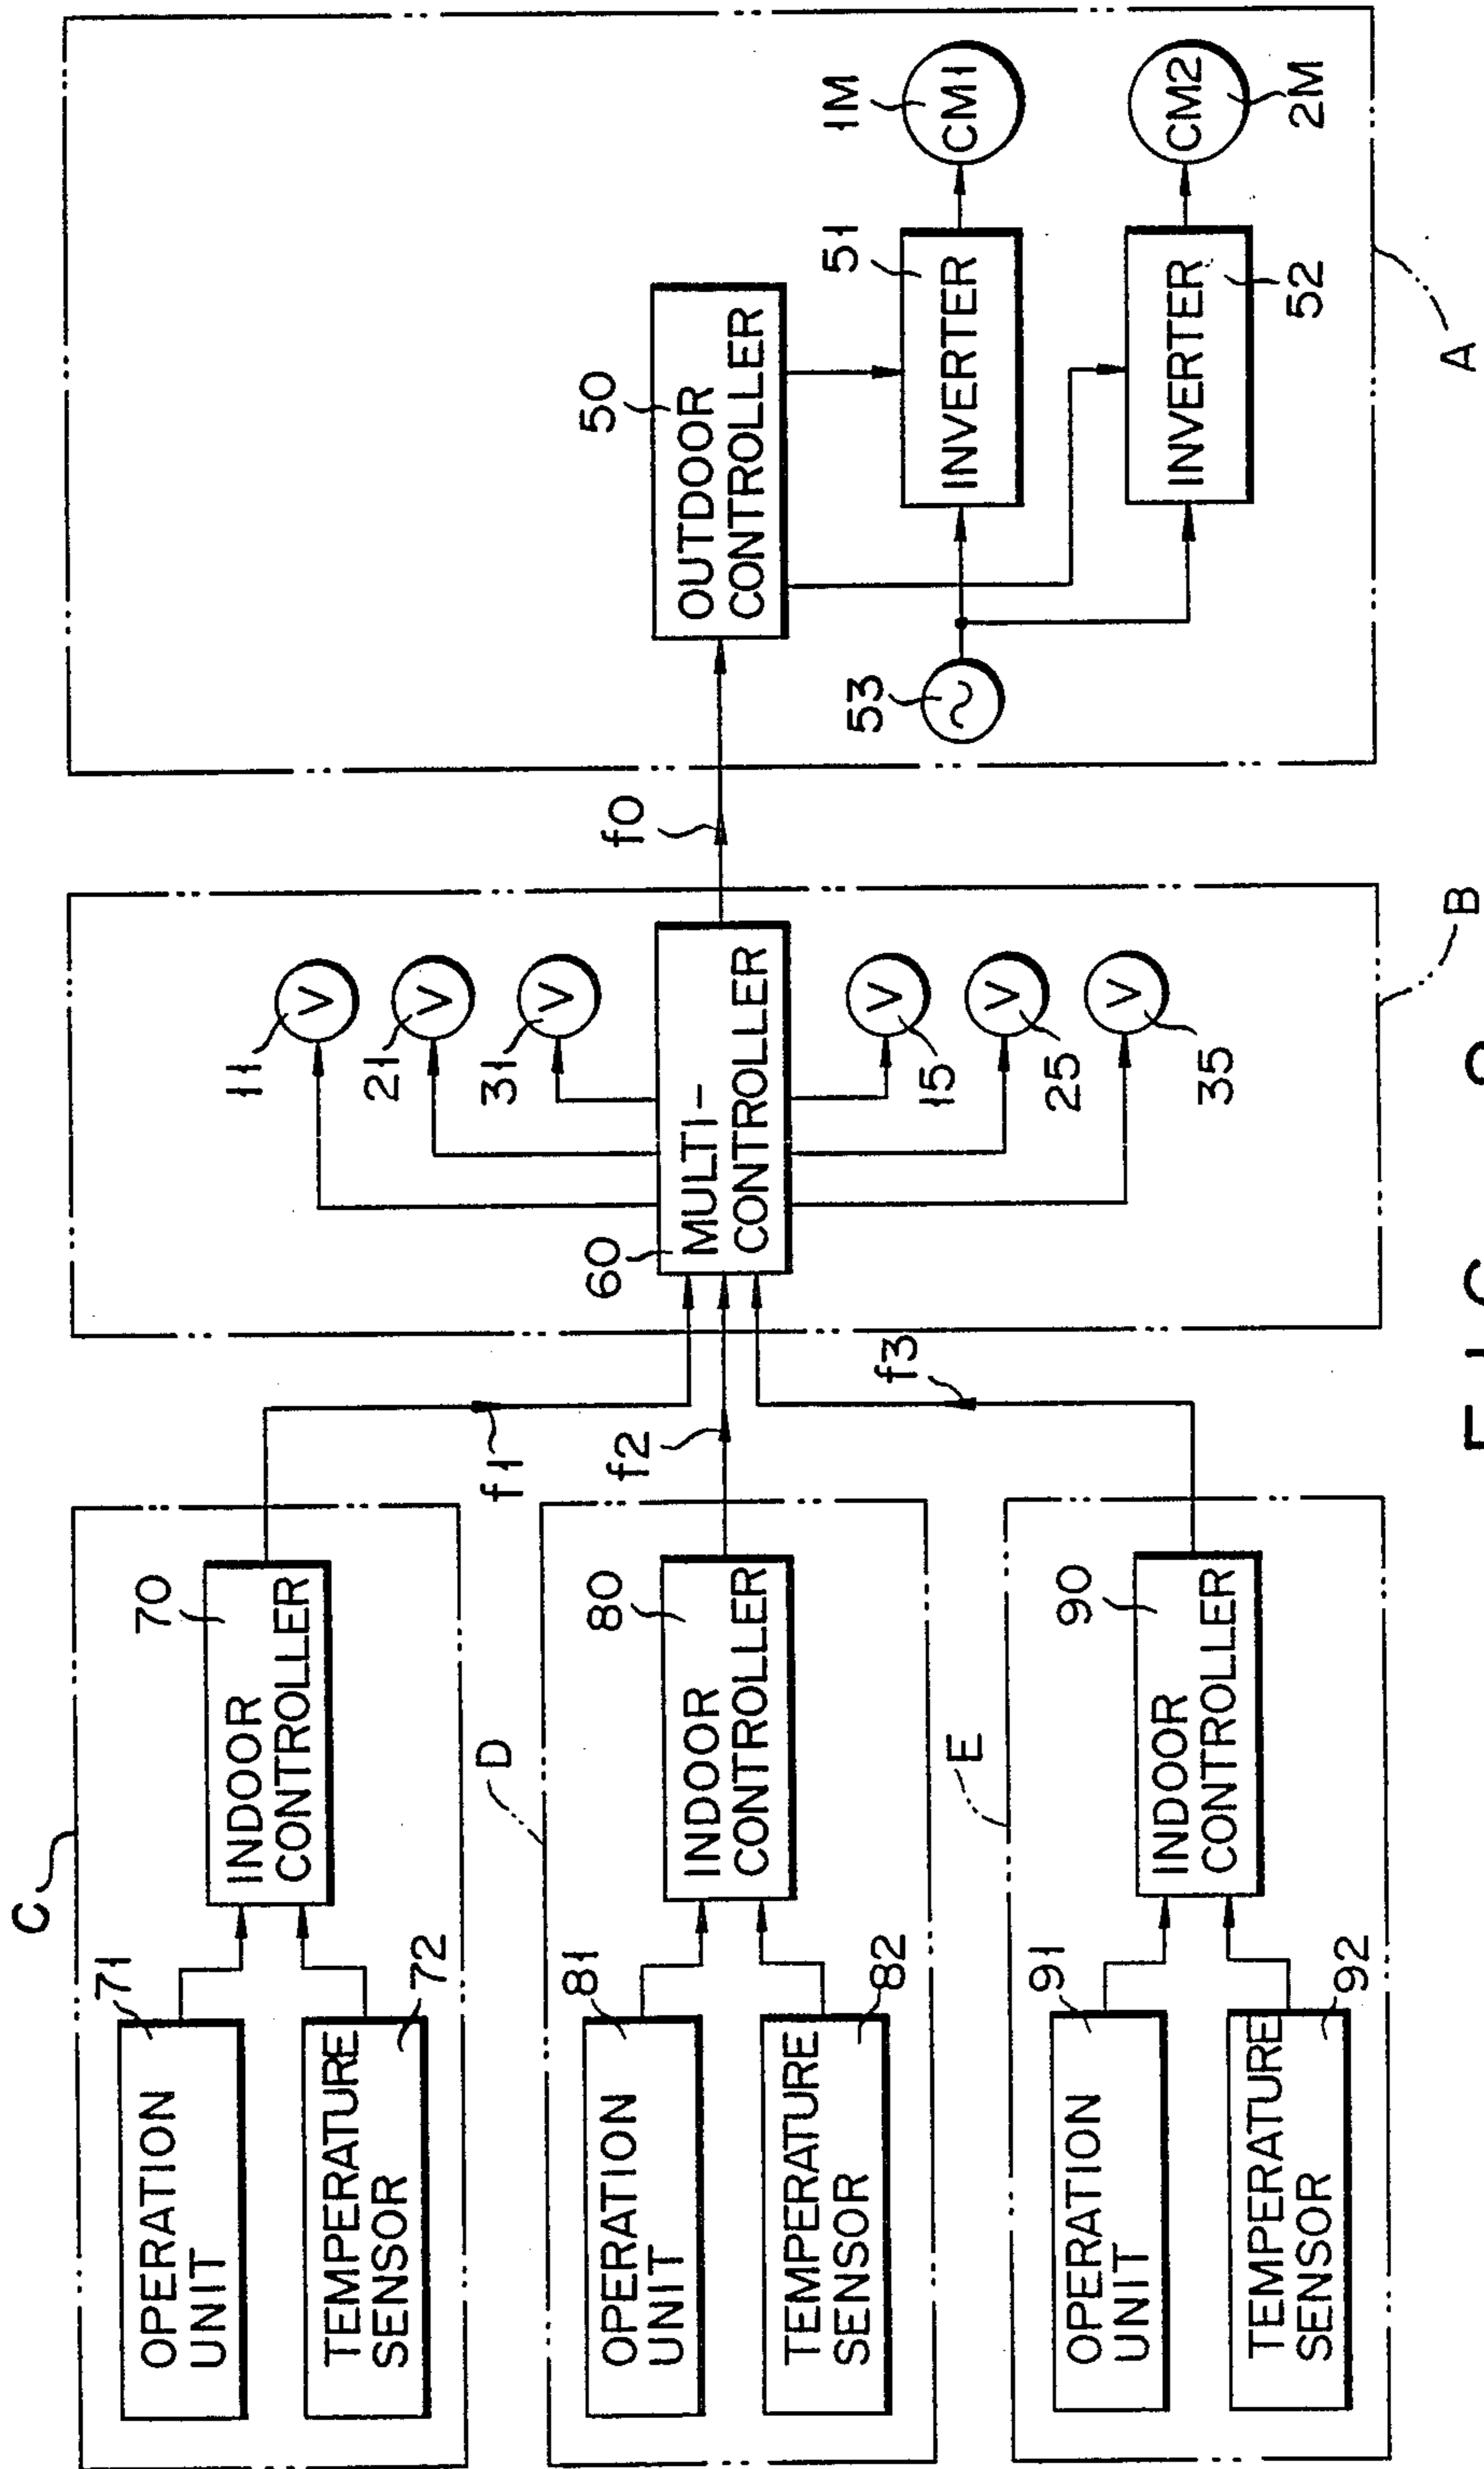 C
71
OPERATION
UNIT
TEMPERATURE
SENSOR
72
70
INDOOR
CONTROLLER
f1
D
81
OPERATION
UNIT
TEMPERATURE
SENSOR
82
80
INDOOR
CONTROLLER
f2
E
91
OPERATION
UNIT
TEMPERATURE
SENSOR
92
90
INDOOR
CONTROLLER
f3
11
V
21
V
31
V
60
MULTI-
CONTROLLER
V
15
V
25
V
35
B
f0
50
OUTDOOR
CONTROLLER
53
51
INVERTER
1M
CM1
INVERTER
52
CM2
2M
A